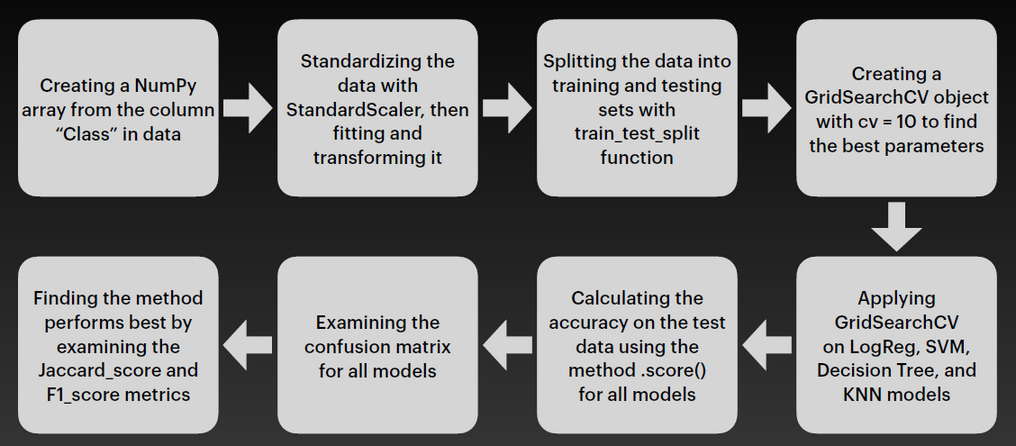 Creating a NumPy
array from the column
“Class” in data
Standardizing the
data with
StandardScaler, then
fitting and
transforming it
Splitting the data into
training and testing
sets with
train_test_split
function
Creating a
GridSearchCV object
with cv = 10 to find
the best parameters
Applying
GridSearchCV
on LogReg, SVM,
Decision Tree, and
KNN models
Calculating the
accuracy on the test
data using the
method .score()
for all models
Examining the
confusion matrix
for all models
Finding the method
performs best by
examining the
Jaccard_score and
F1_score metrics